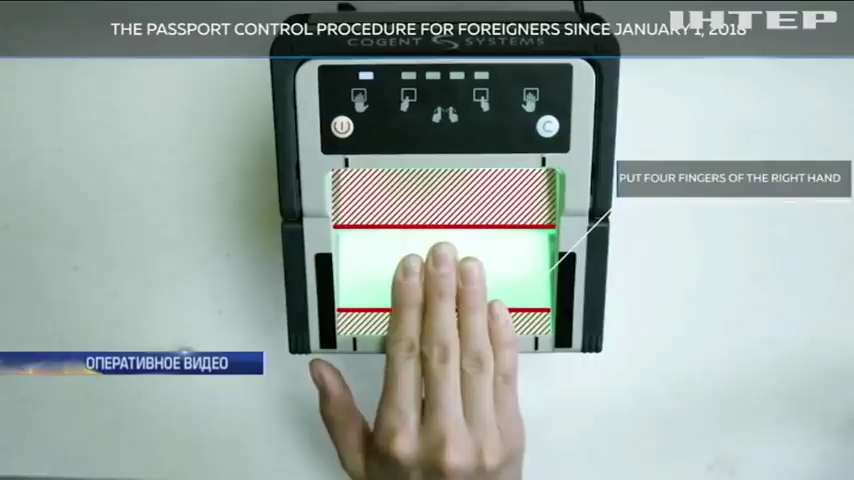 THE PASSPORT CONTROL PROCEDURE FOR FOREIGNERS SINCE JANUARY 1, 2018
ІНТЕР
COGENT SYSTEMS
C
PUT FOUR FINGERS OF THE RIGHT HAND
ОПЕРАТИВНОЕ ВИДЕО